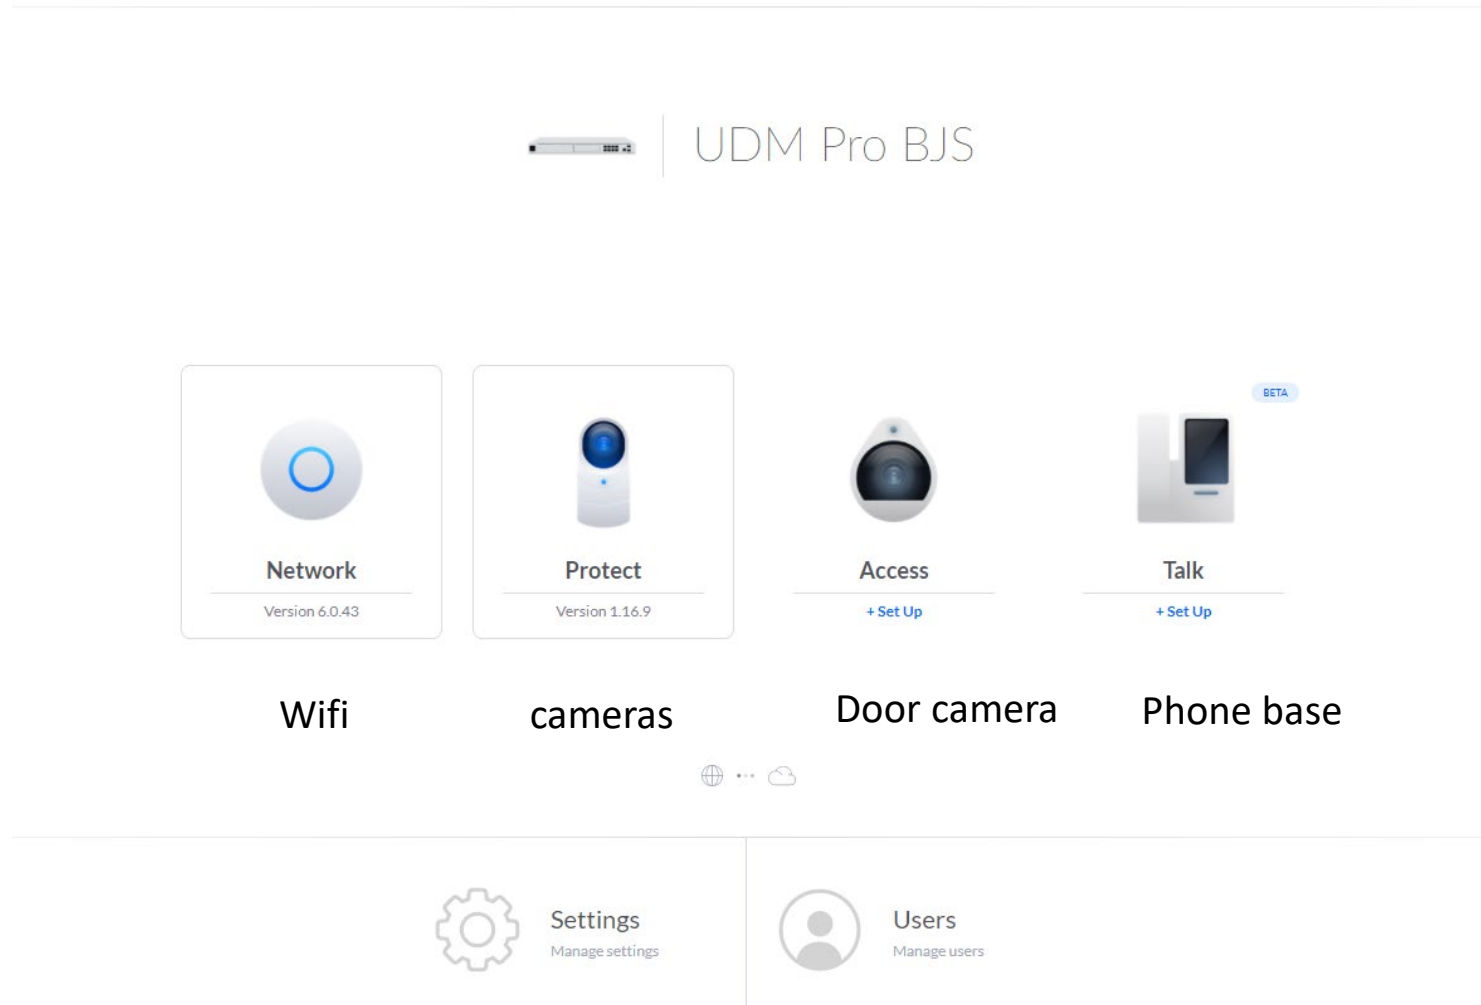 UDM Pro BJS
BETA
Network
Version 6.0.43
Protect
Version 1.16.9
Access
+ Set Up
Talk
+ Set Up
Wifi
cameras
Door camera
Phone base
Settings
Manage settings
Users
Manage users